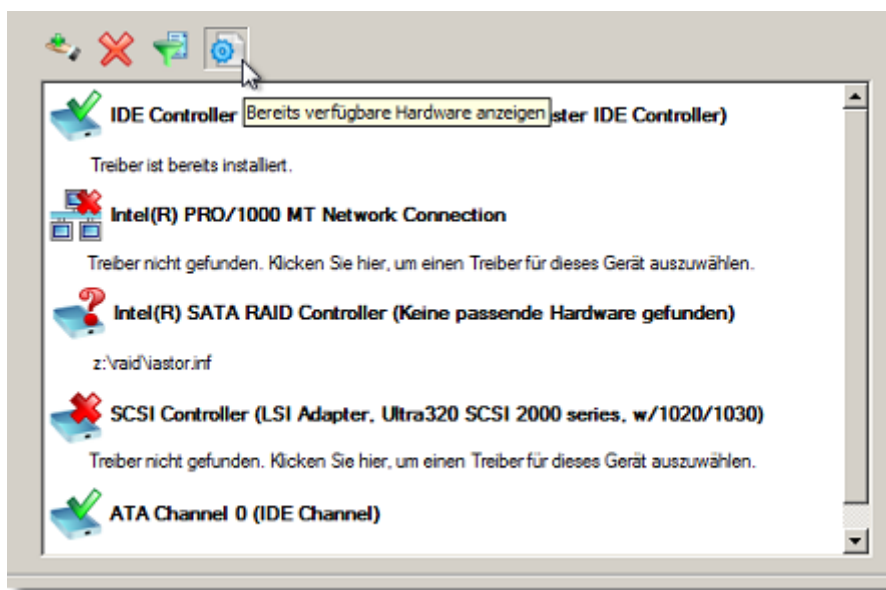 IDE Controller Bereits verfügbare Hardware anzeigen ster IDE Controller)
Treiber ist bereits installiert.
Intel(R) PRO/1000 MT Network Connection
Treiber nicht gefunden. Klicken Sie hier, um einen Treiber für dieses Gerät auszuwählen.
Intel(R) SATA RAID Controller (Keine passende Hardware gefunden)
z:\raid\iastor.inf
SCSI Controller (LSI Adapter, Ultra320 SCSI 2000 series, w/1020/1030)
Treiber nicht gefunden. Klicken Sie hier, um einen Treiber für dieses Gerät auszuwählen.
ATA Channel 0 (IDE Channel)